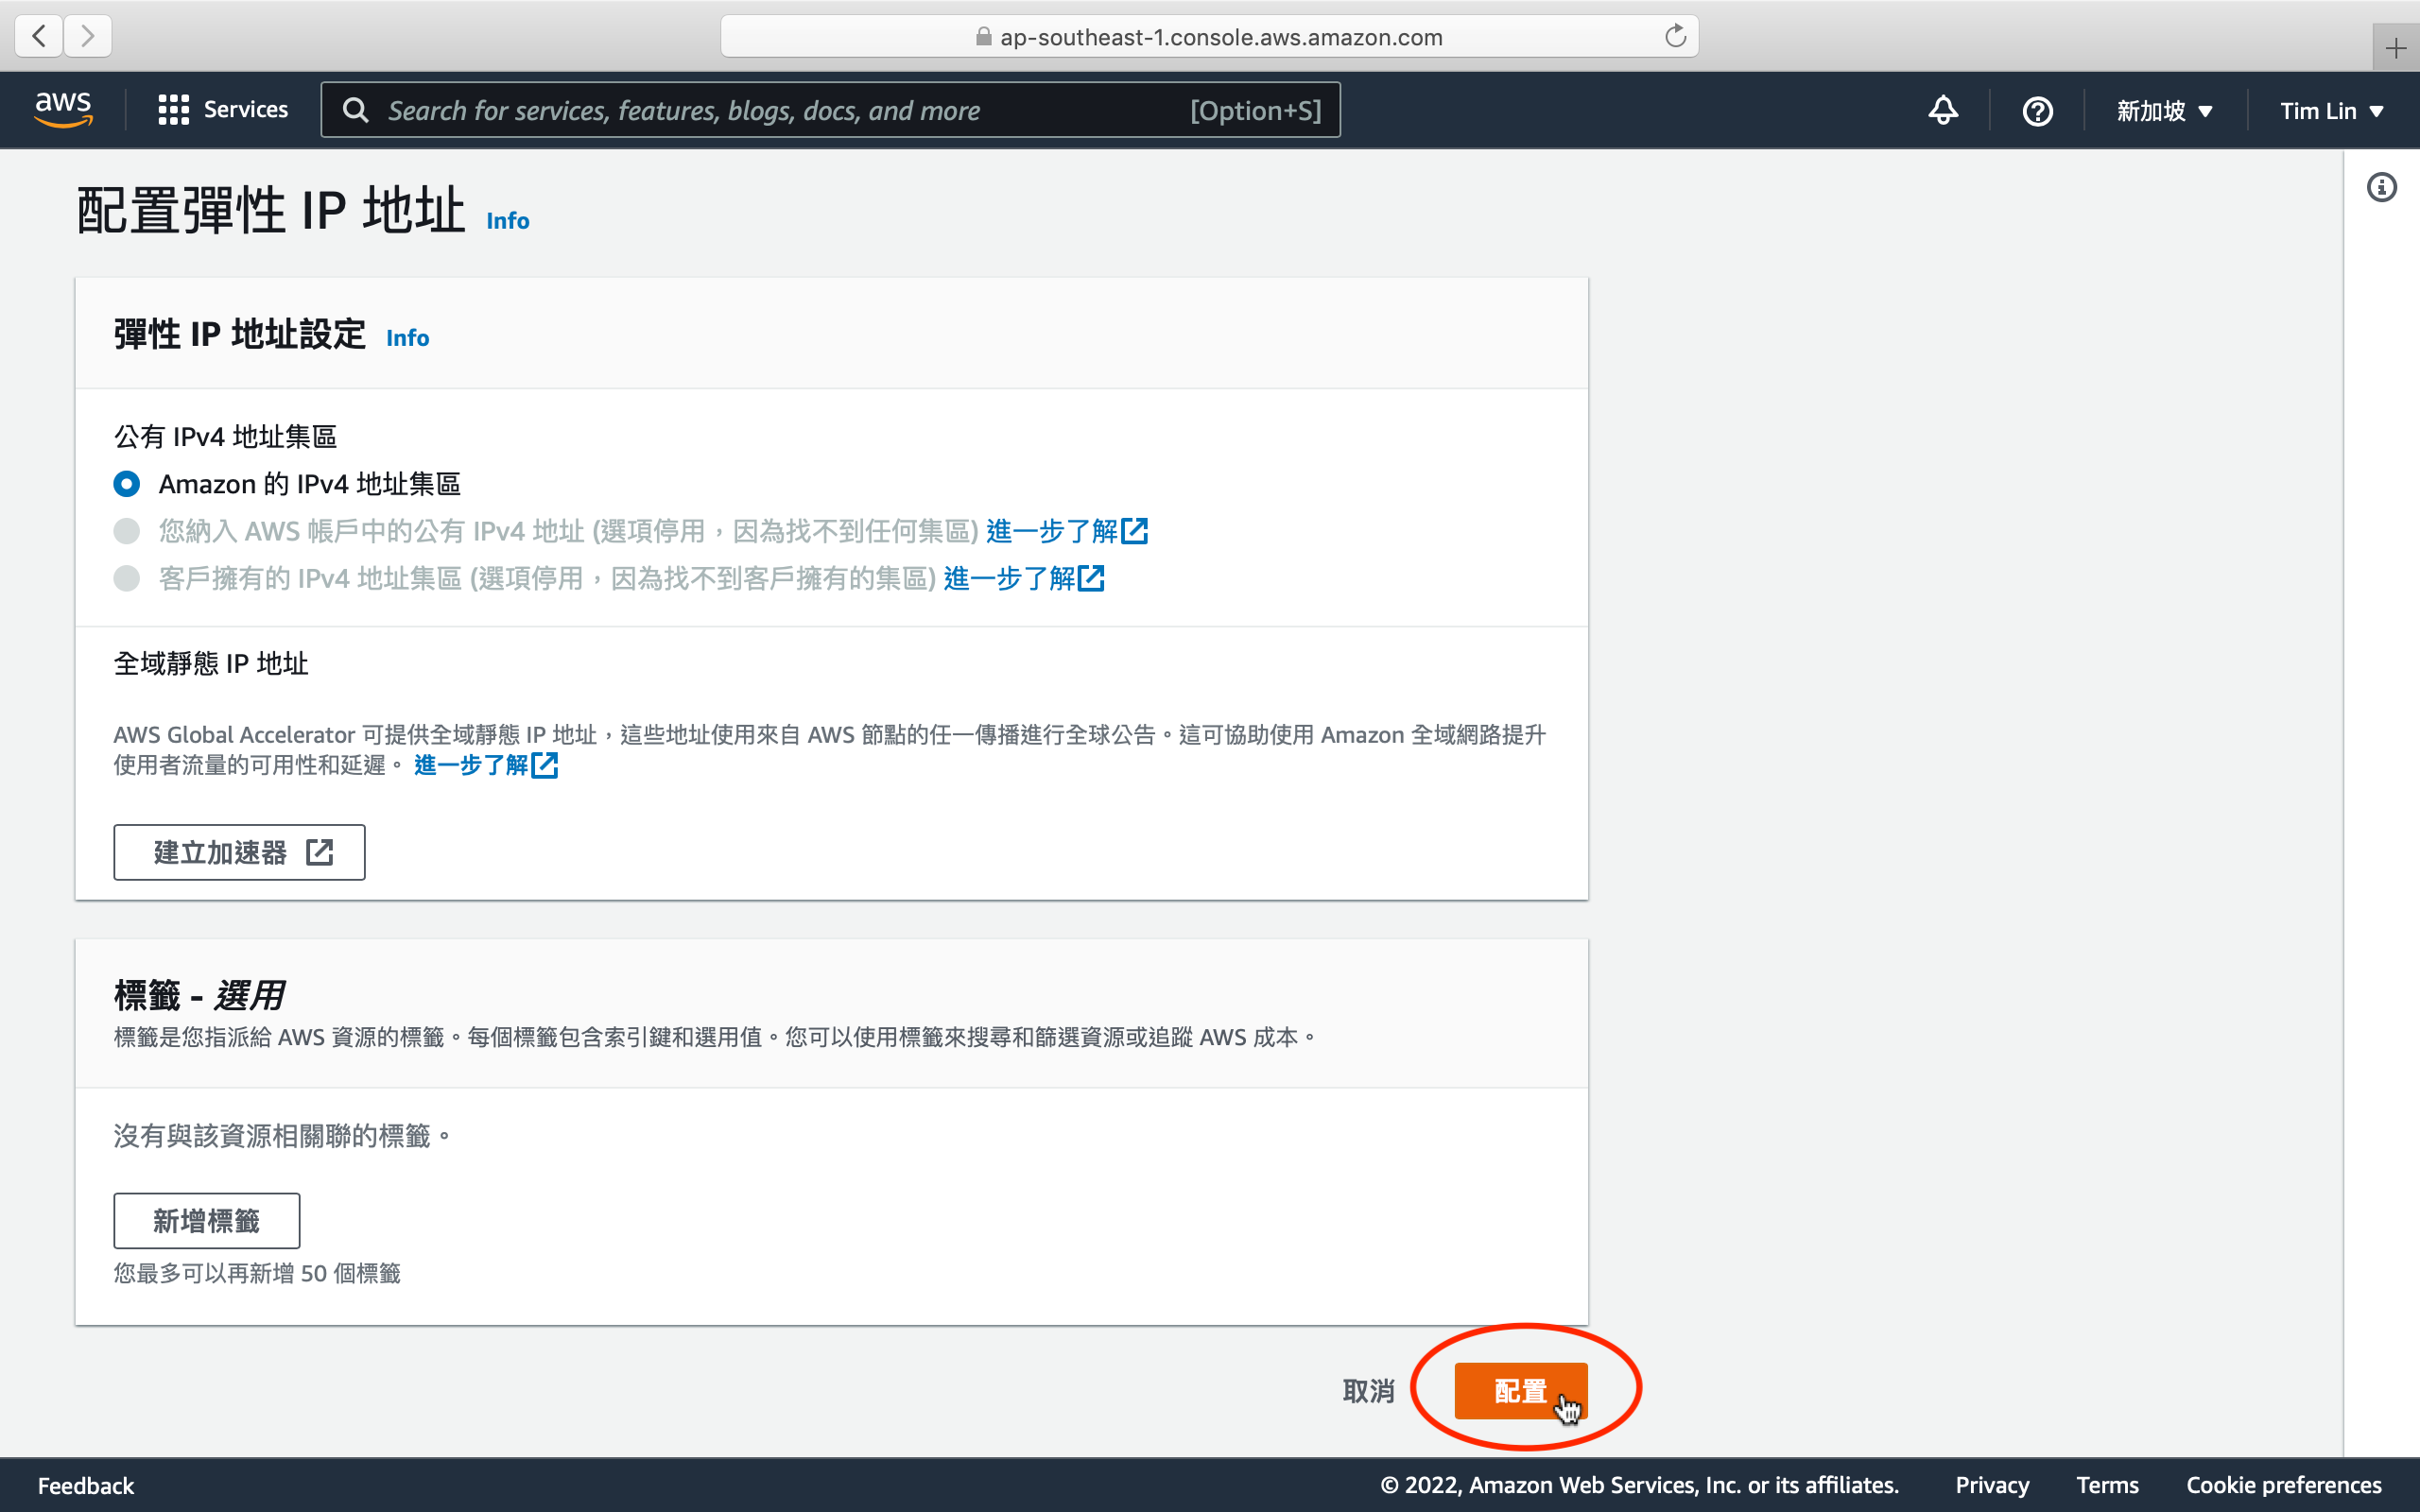 ap-southeast-1.console.aws.amazon.com
aws
Services
Search for services, features, blogs, docs, and more
[Option+S]
新加坡
Tim Lin
配置彈性 IP 地址 Info
彈性 IP 地址設定 Info
公有 IPv4 地址集區
Amazon 的 IPv4 地址集區
您納入 AWS 帳戶中的公有 IPv4 地址 (選項停用，因為找不到任何集區) 進一步了解
客戶擁有的 IPv4 地址集區 (選項停用，因為找不到客戶擁有的集區) 進一步了解
全域靜態 IP 地址
AWS Global Accelerator 可提供全域靜態 IP 地址，這些地址使用來自 AWS 節點的任一傳播進行全球公告。這可協助使用 Amazon 全域網路提升
使用者流量的可用性和延遲。 進一步了解
建立加速器
標籤 - 選用
標籤是您指派給 AWS 資源的標籤。每個標籤包含索引鍵和選用值。您可以使用標籤來搜尋和篩選資源或追蹤 AWS 成本。
沒有與該資源相關聯的標籤。
新增標籤
您最多可以再新增 50 個標籤
取消
配置
Feedback
© 2022, Amazon Web Services, Inc. or its affiliates.
Privacy
Terms
Cookie preferences